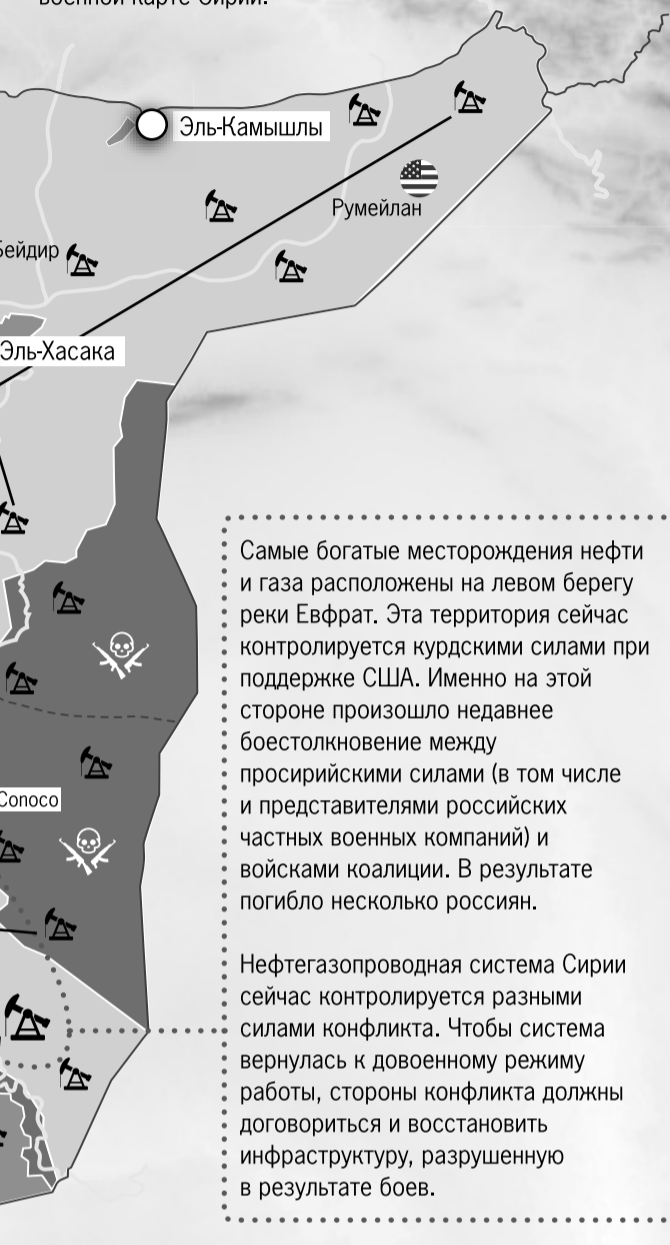 военной карте Сирии.
Эль-Камышлы
Румейлан
Бейдир
Эль-Хасака
Conoco
Самые богатые месторождения нефти
и газа расположены на левом берегу
реки Евфрат. Эта территория сейчас
контролируется курдскими силами при
поддержке США. Именно на этой
стороне произошло недавнее
боестолкновение между
просирийскими силами (в том числе
и представителями российских
частных военных компаний) и
войсками коалиции. В результате
погибло несколько россиян.
Нефтегазопроводная система Сирии
сейчас контролируется разными
силами конфликта. Чтобы система
вернулась к довоенному режиму
работы, стороны конфликта должны
договориться и восстановить
инфраструктуру, разрушенную
в результате боев.